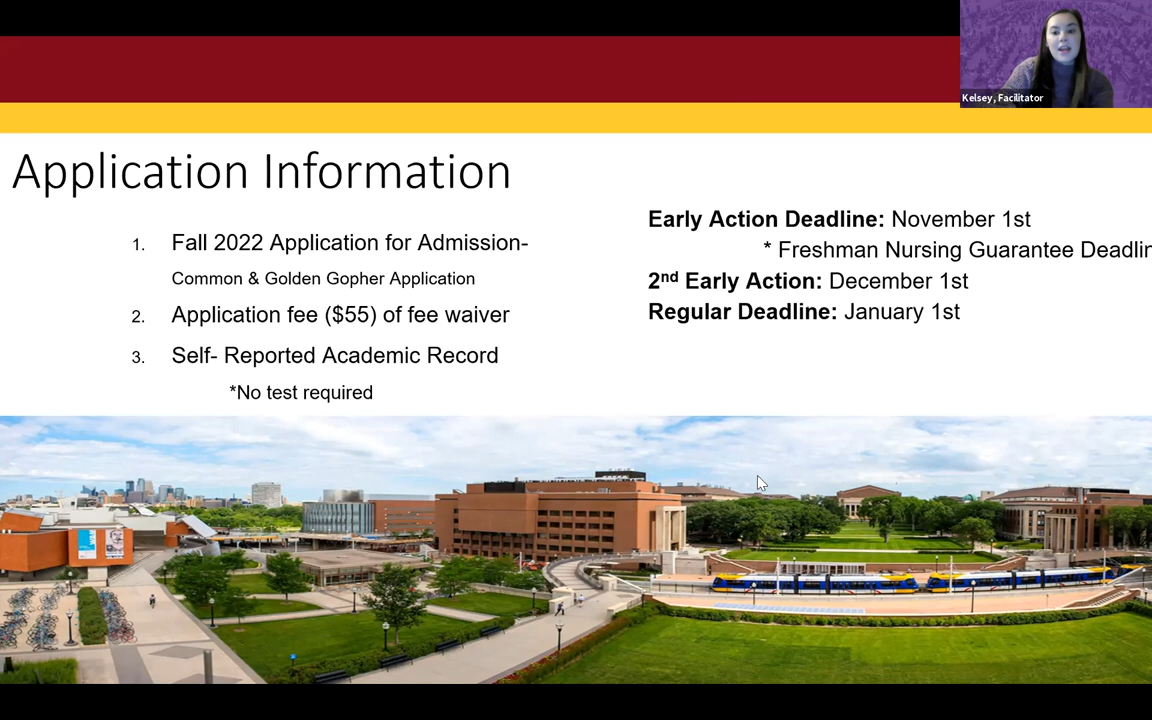 Kelsey, Facilitator
Application Information
1. Fall 2022 Application for Admission-
Common & Golden Gopher Application
2. Application fee ($55) of fee waiver
3. Self- Reported Academic Record
*No test required
Early Action Deadline: November 1st
* Freshman Nursing Guarantee Deadlin
2nd Early Action: December 1st
Regular Deadline: January 1st